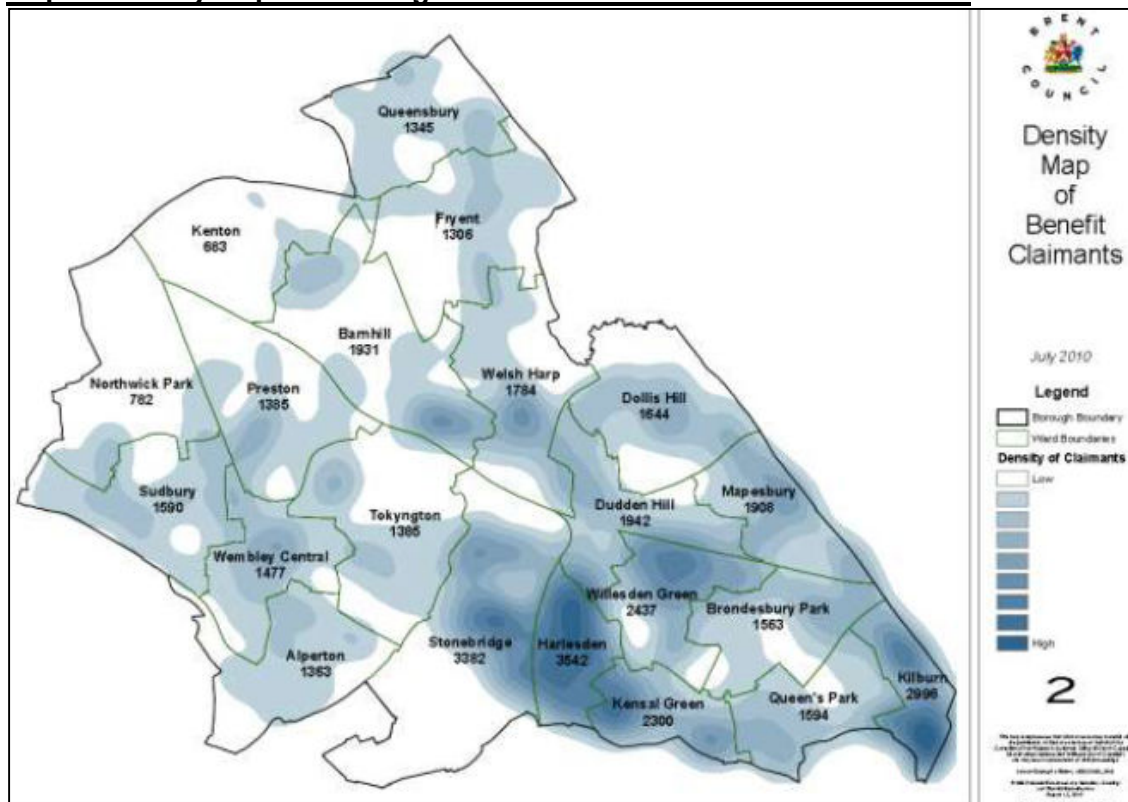 Queensbury
1345
Fryent
1306
Kenton
683
Barnhill
1931
Northwick Park
782
Preston
1385
Welsh Harp
1784
Dollis Hill
1644
Sudbury
1590
Mapesbury
1908
Dudden Hill
1942
Tokyngton
1385
Wembley Central
1477
Willesden Green
2437
Brondesbury Park
1563
Stonebridge
3382
Harlesden
3542
Alperton
1363
Kilburn
2996
Kensal Green
2300
Queen's Park
1594
BRENT
COUNCIL
Density
Map
of
Benefit
Claimants
July 2010
Legend
Borough Boundary
Ward Boundaries
Density of Claimants
Low
High
2